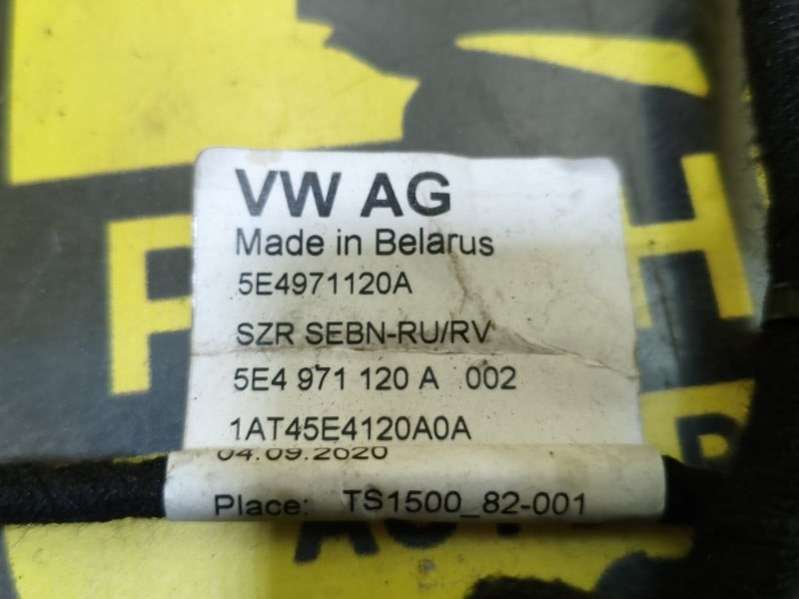 VW AG
Made in Belarus
5E4971120A
SZR SEBN-RU/RV
5E4 971 120 A 002
1AT45E4120A0A
04.09.2020
Place: TS1500_82-001